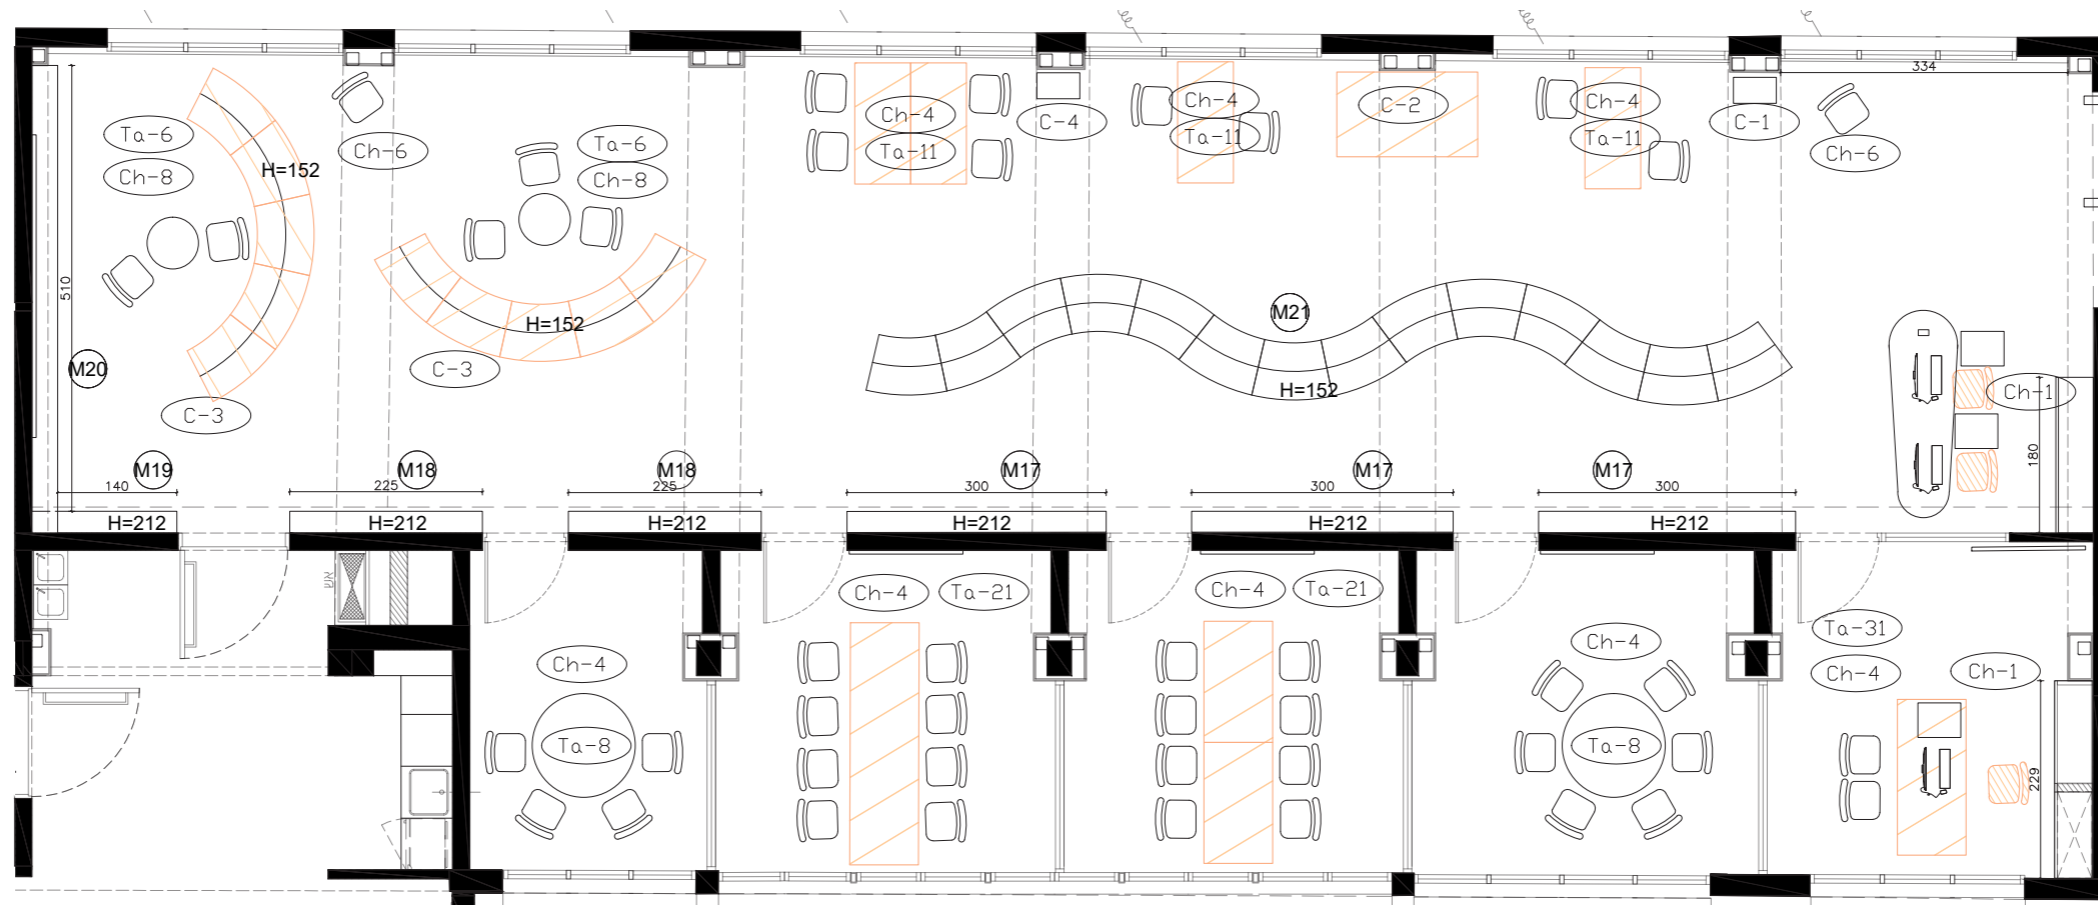 334
Ta-6
Ch-8
H=152
Ch-6
Ta-6
Ch-8
Ch-4
Ta-11
C-4
Ch-4
Ta-11
C-2
Ch-4
Ta-11
C-1
Ch-6
510
M20
C-3
H=152
C-3
M21
H=152
Ch-1
180
M19
M18
M18
M17
M17
M17
140
225
225
300
300
300
H=212
H=212
H=212
H=212
H=212
H=212
אש
Ch-4
Ta-21
Ch-4
Ta-21
Ch-4
Ta-31
Ch-4
Ch-4
Ch-1
Ta-8
Ta-8
229